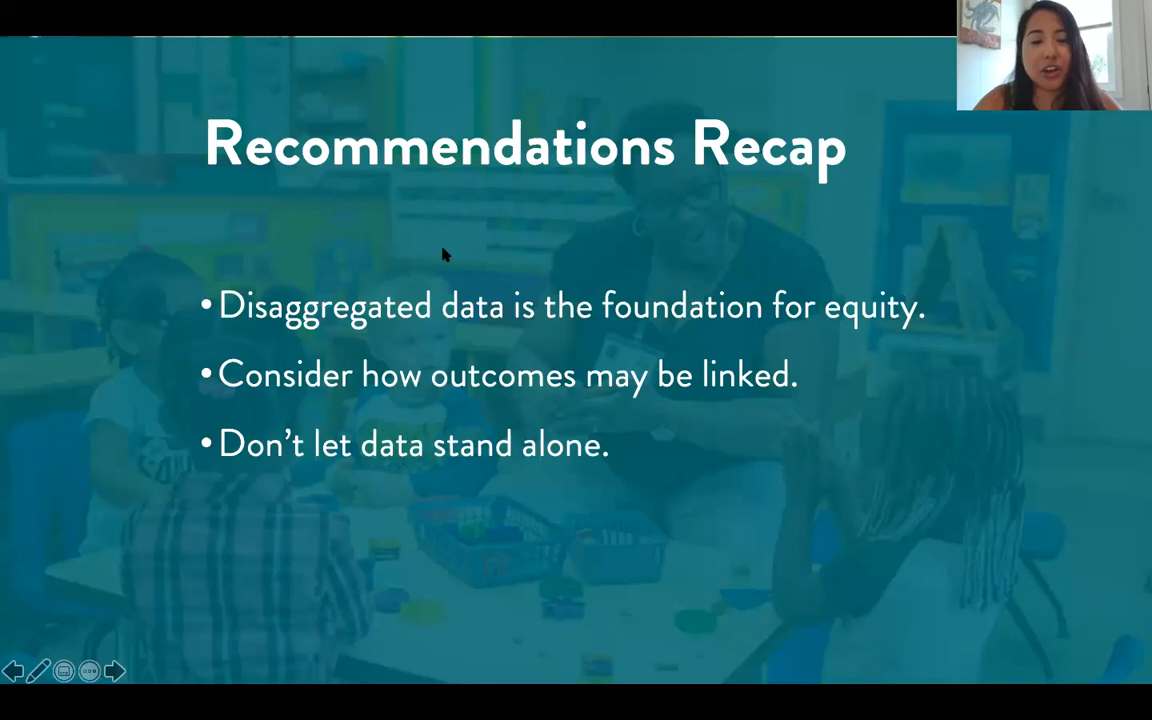 Recommendations Recap
• Disaggregated data is the foundation for equity.
• Consider how outcomes may be linked.
• Don’t let data stand alone.